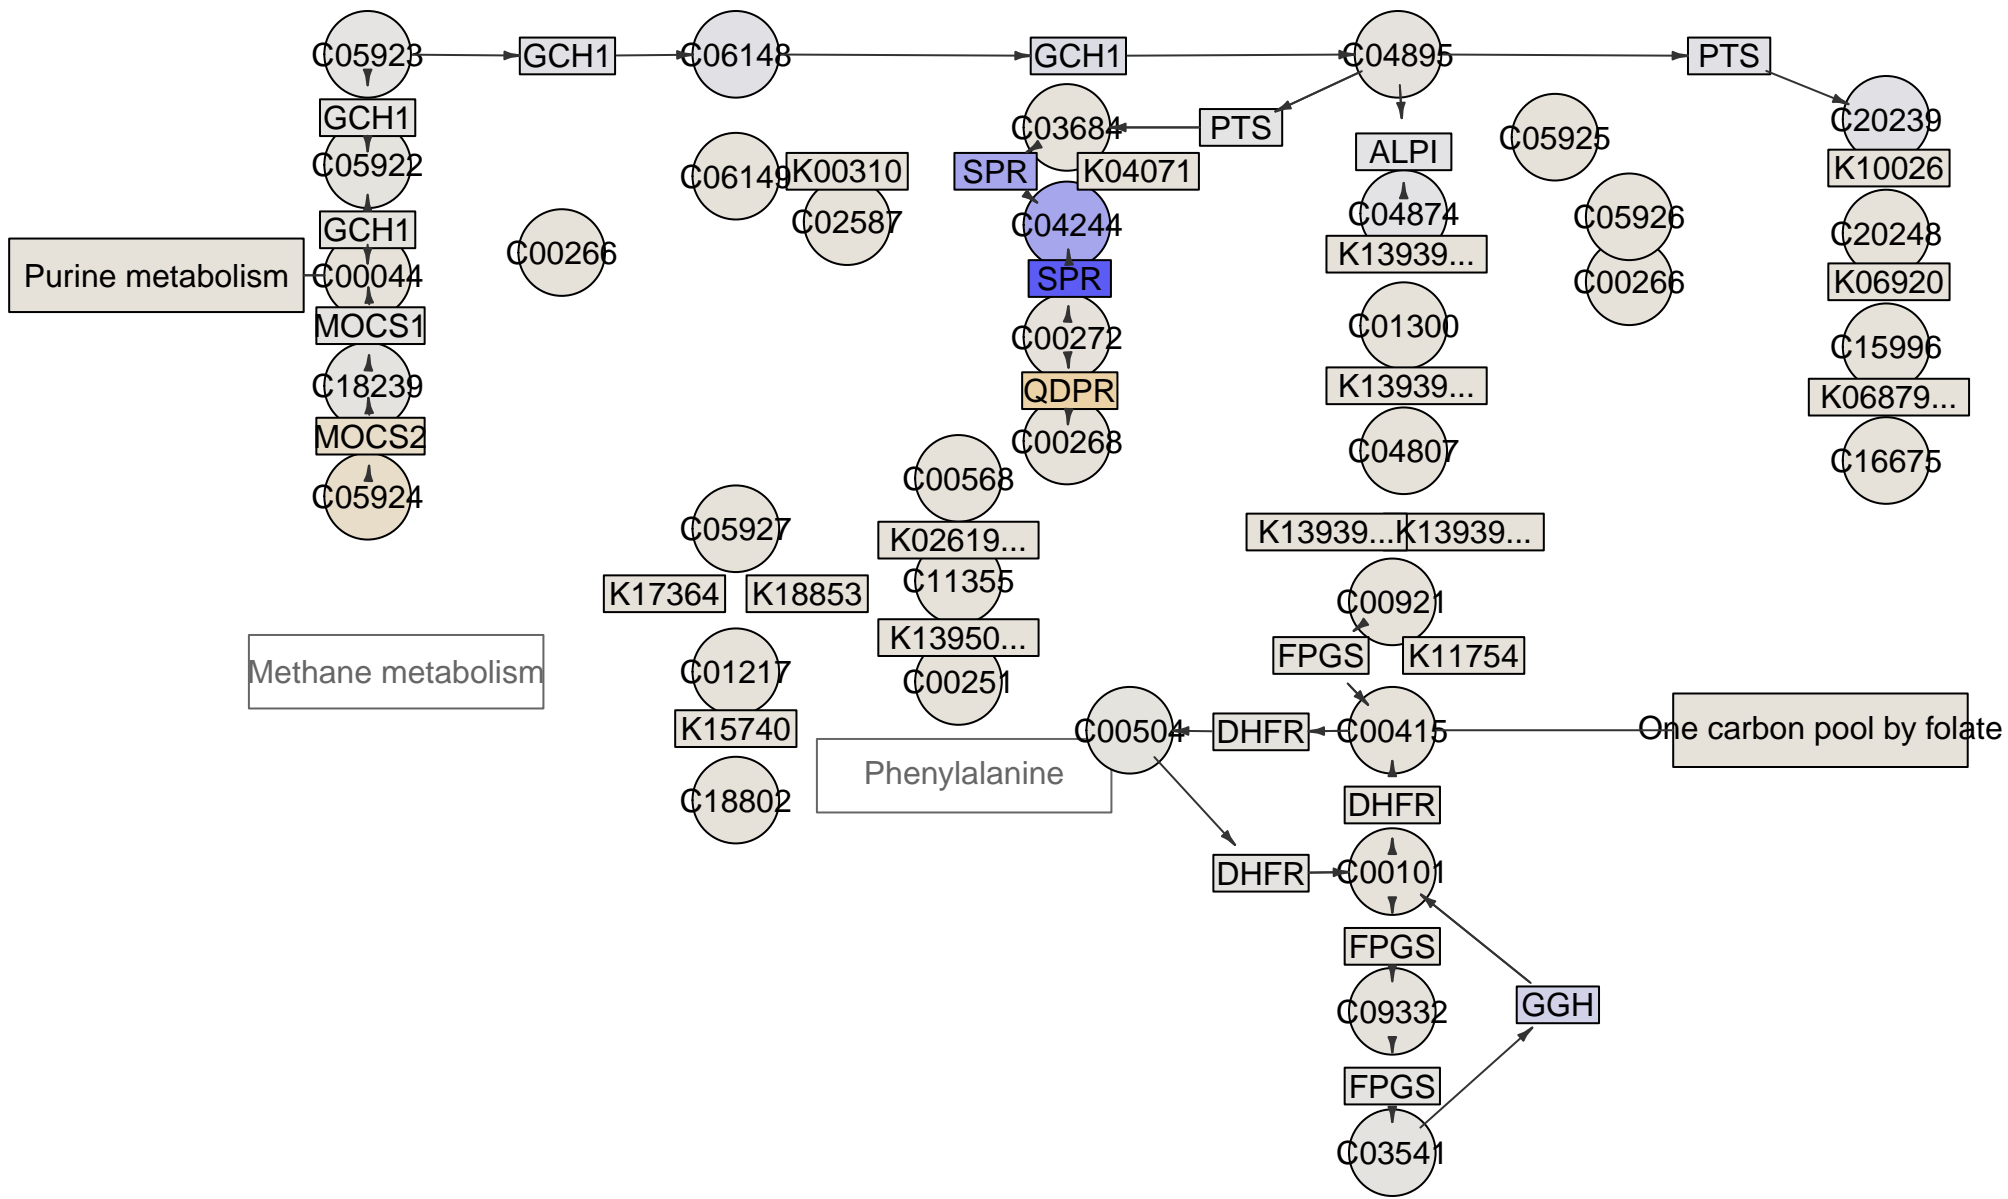 C05923
GCH1
C06148
GCH1
C04895
PTS
GCH1
C03684
PTS
C05925
C20239
C05922
C06149
K00310
SPR
K04071
ALPI
K10026
GCH1
C00266
C02587
C04244
C04874
C05926
C20248
Purine metabolism
C00044
SPR
K13939...
C00266
K06920
MOCS1
C00272
C01300
C15996
C18239
QDPR
K13939...
K06879...
MOCS2
C00268
C04807
C16675
C05924
C00568
C05927
K02619...
K13939...
K13939...
K17364
K18853
C11355
C00921
Methane metabolism
C01217
K13950...
FPGS
K11754
C00251
K15740
C00504
DHFR
C00415
One carbon pool by folate
Phenylalanine
C18802
DHFR
DHFR
C00101
FPGS
C09332
GGH
FPGS
C03541